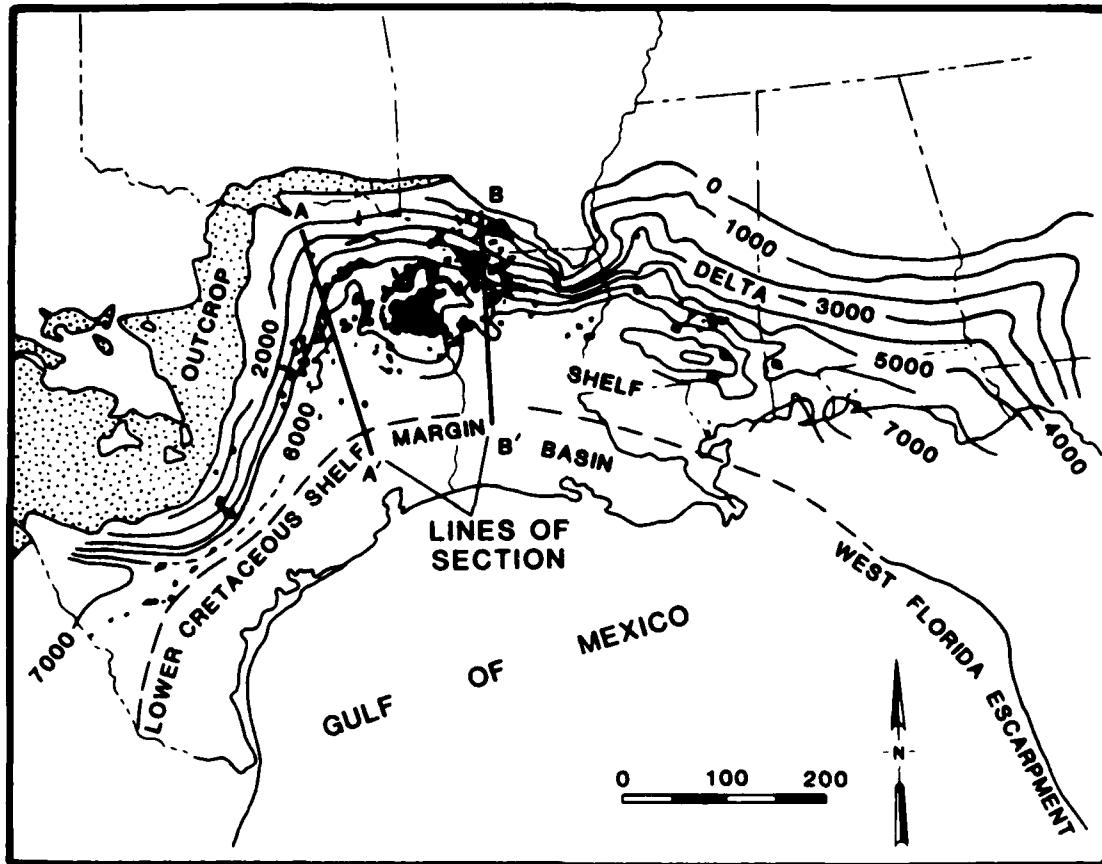 0
1000
B
A
DELTA
3000
OUTCROP
2000
5000
SHELF
6000
7000
4000
LOWER CRETACEOUS SHELF MARGIN
A'
B'
BASIN
LINES OF
SECTION
WEST FLORIDA ESCARPMENT
7000
GULF OF MEXICO
N
0 100 200